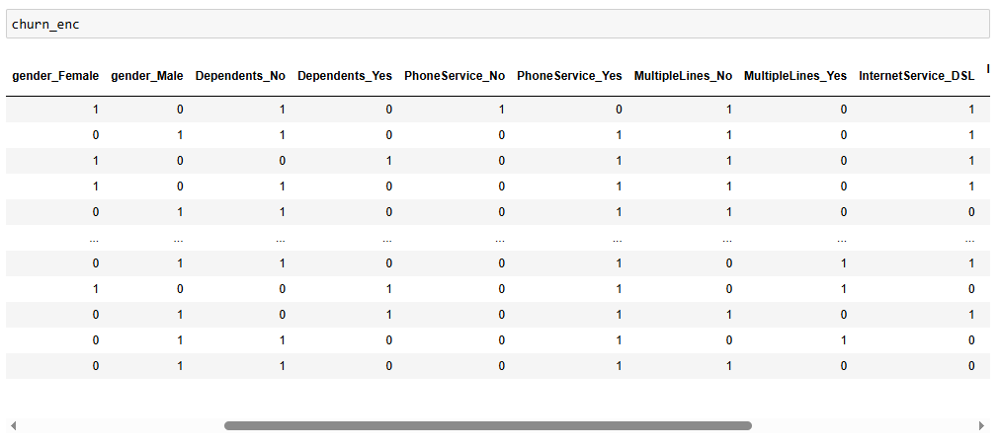 churn_enc
gender_Female gender_Male Dependents_No Dependents_Yes PhoneService_No PhoneService_Yes MultipleLines_No MultipleLines_Yes InternetService_DSL
1 0 1 0 1 0 1 0 1
0 1 1 0 0 1 1 0 1
1 0 0 1 0 1 1 0 1
1 0 1 0 0 1 1 0 1
0 1 1 0 0 1 1 0 0
... ... ... ... ... ... ... ... ...
0 1 1 0 0 1 0 1 1
1 0 0 1 0 1 0 1 0
0 1 0 1 0 1 1 0 1
0 1 1 0 0 1 0 1 0
0 1 1 0 0 1 1 0 0